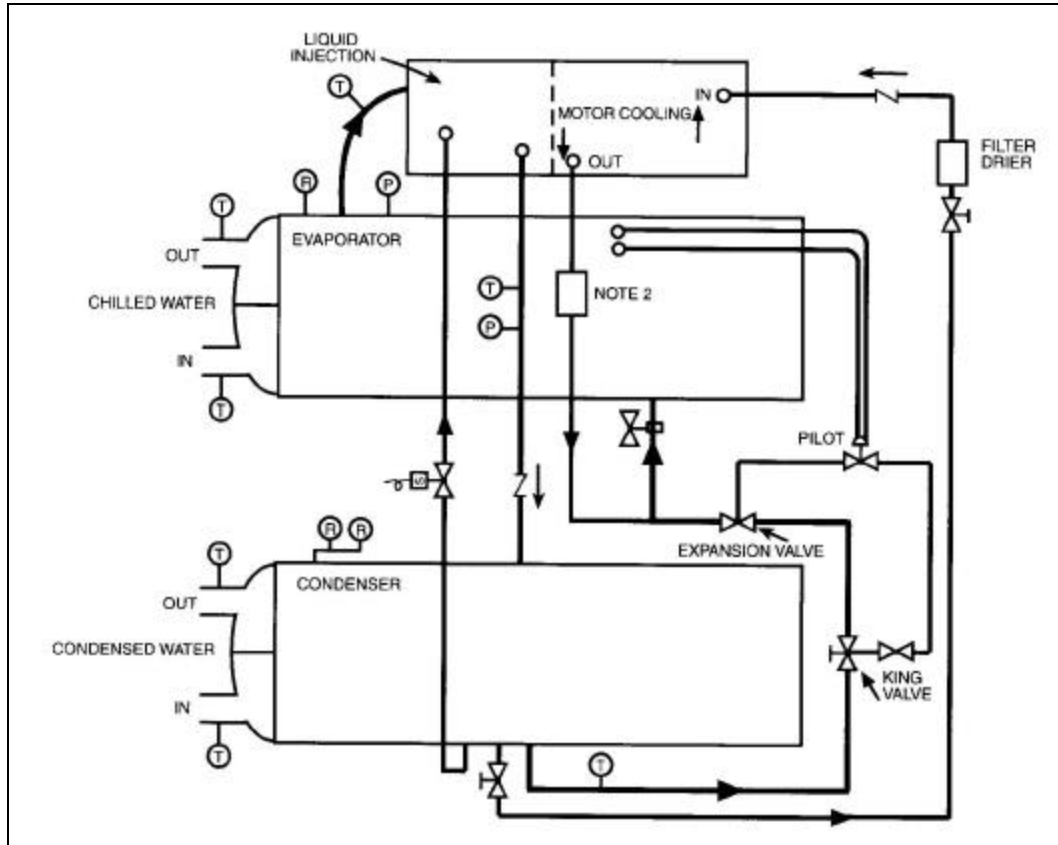 LIQUID
INJECTION
T
MOTOR COOLING
IN
OUT
FILTER
DRIER
R
P
T
EVAPORATOR
OUT
CHILLED WATER
IN
T
T
P
NOTE 2
PILOT
S
EXPANSION VALVE
R
R
T
CONDENSER
OUT
CONDENSED WATER
IN
T
KING
VALVE
T